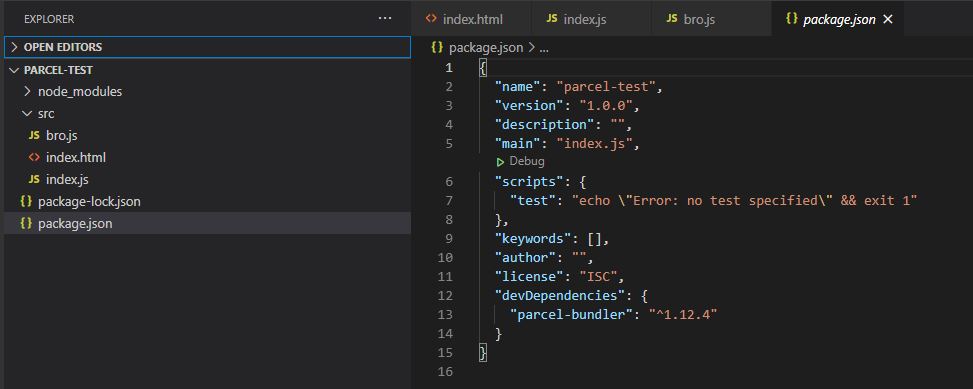 EXPLORER
OPEN EDITORS
PARCEL-TEST
node_modules
src
JS bro.js
<> index.html
JS index.js
{} package-lock.json
{} package.json
<> index.html JS index.js JS bro.js {} package.json
{} package.json > ...
1 {
2 "name": "parcel-test",
3 "version": "1.0.0",
4 "description": "",
5 "main": "index.js",
Debug
6 "scripts": {
7 "test": "echo \"Error: no test specified\" && exit 1"
8 },
9 "keywords": [],
10 "author": "",
11 "license": "ISC",
12 "devDependencies": {
13 "parcel-bundler": "^1.12.4"
14 }
15 }
16